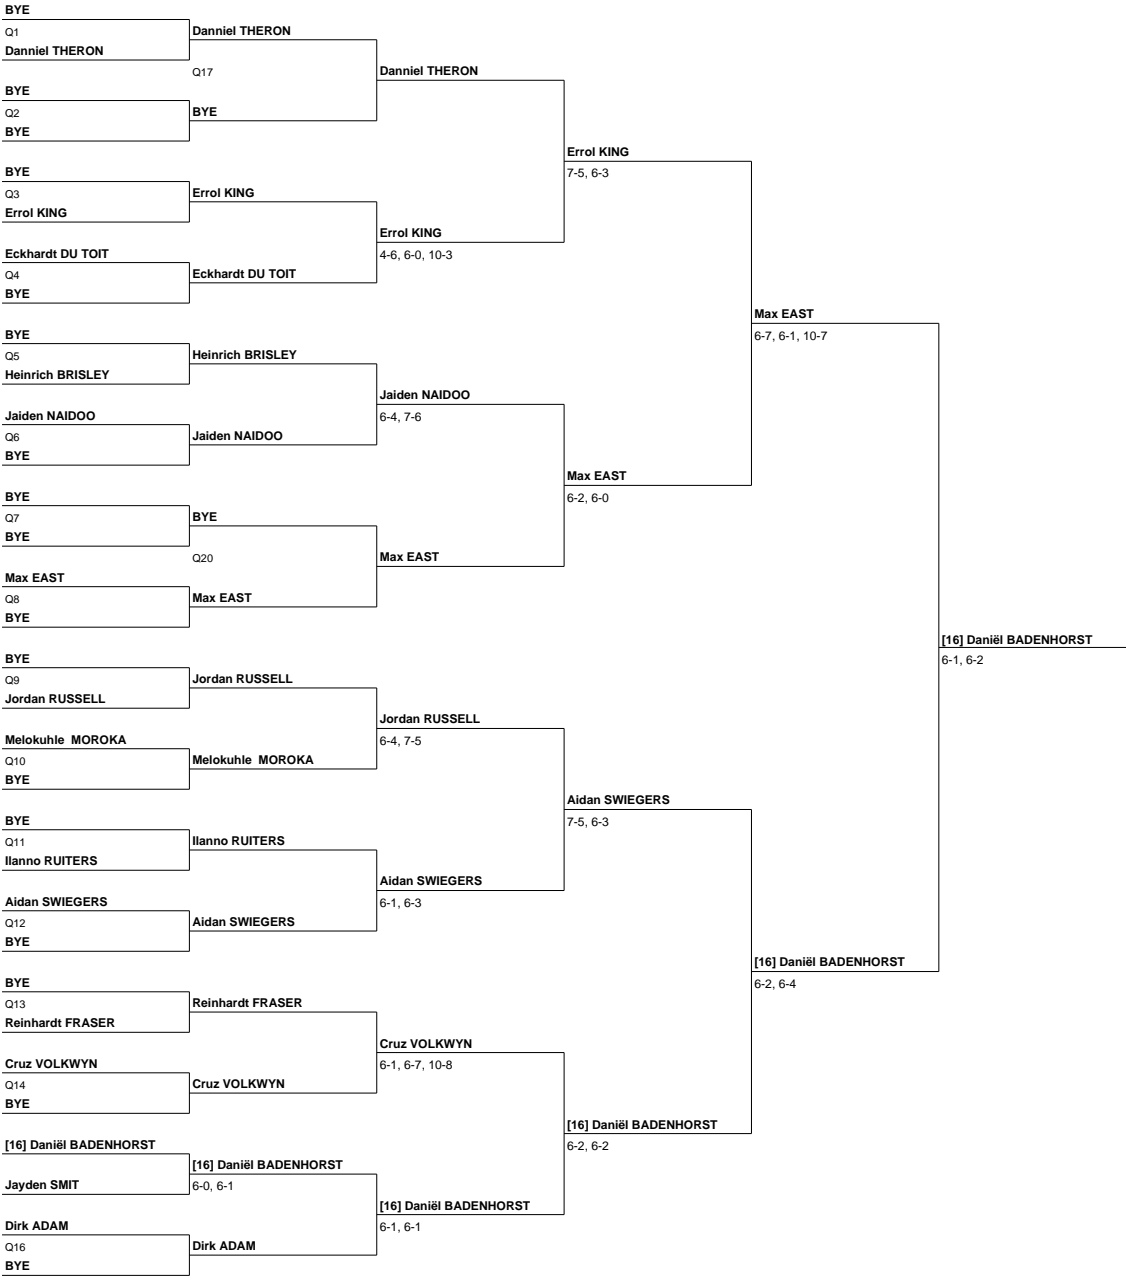 BYE
Q1
Danniel THERON
BYE
Q2
BYE
BYE
Q3
Errol KING
Eckhardt DU TOIT
Q4
BYE
BYE
Q5
Heinrich BRISLEY
Jaiden NAIDOO
Q6
BYE
BYE
Q7
BYE
Max EAST
Q8
BYE
BYE
Q9
Jordan RUSSELL
Melokuhle  MOROKA
Q10
BYE
BYE
Q11
Ilanno RUITERS
Aidan SWIEGERS
Q12
BYE
BYE
Q13
Reinhardt FRASER
Cruz VOLKWYN
Q14
BYE
[16] Daniël BADENHORST
Jayden SMIT
Dirk ADAM
Q16
BYE
Danniel THERON
Q17
BYE
Errol KING
Eckhardt DU TOIT
Heinrich BRISLEY
Jaiden NAIDOO
BYE
Q20
Max EAST
Jordan RUSSELL
Melokuhle  MOROKA
Ilanno RUITERS
Aidan SWIEGERS
Reinhardt FRASER
Cruz VOLKWYN
[16] Daniël BADENHORST
6-0, 6-1
Dirk ADAM
Danniel THERON
Errol KING
4-6, 6-0, 10-3
Jaiden NAIDOO
6-4, 7-6
Max EAST
Jordan RUSSELL
6-4, 7-5
Aidan SWIEGERS
6-1, 6-3
Cruz VOLKWYN
6-1, 6-7, 10-8
[16] Daniël BADENHORST
6-1, 6-1
Errol KING
7-5, 6-3
Max EAST
6-2, 6-0
Aidan SWIEGERS
7-5, 6-3
[16] Daniël BADENHORST
6-2, 6-2
Max EAST
6-7, 6-1, 10-7
[16] Daniël BADENHORST
6-2, 6-4
[16] Daniël BADENHORST
6-1, 6-2